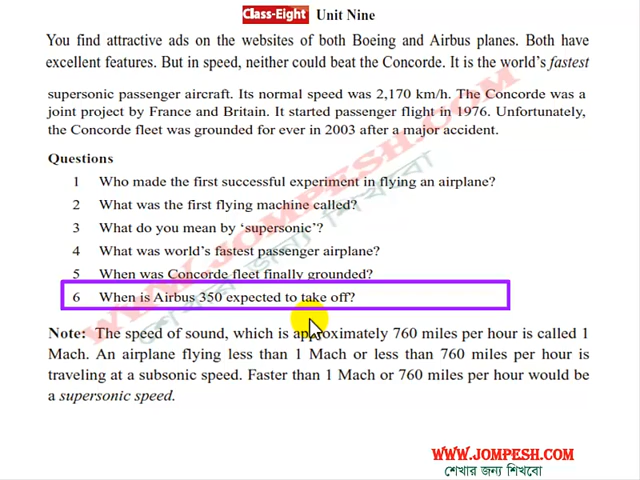 Class-Eight Unit Nine
You find attractive ads on the websites of both Boeing and Airbus planes. Both have
excellent features. But in speed, neither could beat the Concorde. It is the world's fastest
supersonic passenger aircraft. Its normal speed was 2,170 km/h. The Concorde was a
joint project by France and Britain. It started passenger flight in 1976. Unfortunately,
the Concorde fleet was grounded for ever in 2003 after a major accident.
Questions
1 Who made the first successful experiment in flying an airplane?
2 What was the first flying machine called?
3 What do you mean by ‘supersonic’?
4 What was world's fastest passenger airplane?
5 When was Concorde fleet finally grounded?
6 When is Airbus 350 expected to take off?
Note: The speed of sound, which is approximately 760 miles per hour is called 1
Mach. An airplane flying less than 1 Mach or less than 760 miles per hour is
traveling at a subsonic speed. Faster than 1 Mach or 760 miles per hour would be
a supersonic speed.
WWW.JOMPESH.COM
শেখার জন্য শিখবো
WWW.JOMPESH.COM
শেখার জন্য শিখবো